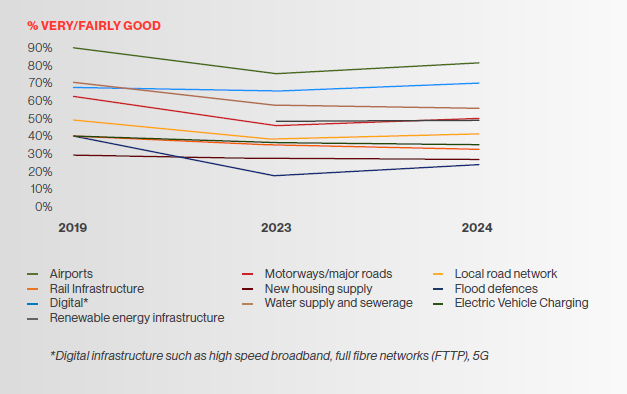 % VERY/FAIRLY GOOD
90%
80%
70%
60%
50%
40%
30%
20%
10%
0%
2019 2023 2024
Airports Motorways/major roads Local road network
Rail Infrastructure New housing supply Flood defences
Digital* Water supply and sewerage Electric Vehicle Charging
Renewable energy infrastructure
*Digital infrastructure such as high speed broadband, full fibre networks (FTTP), 5G